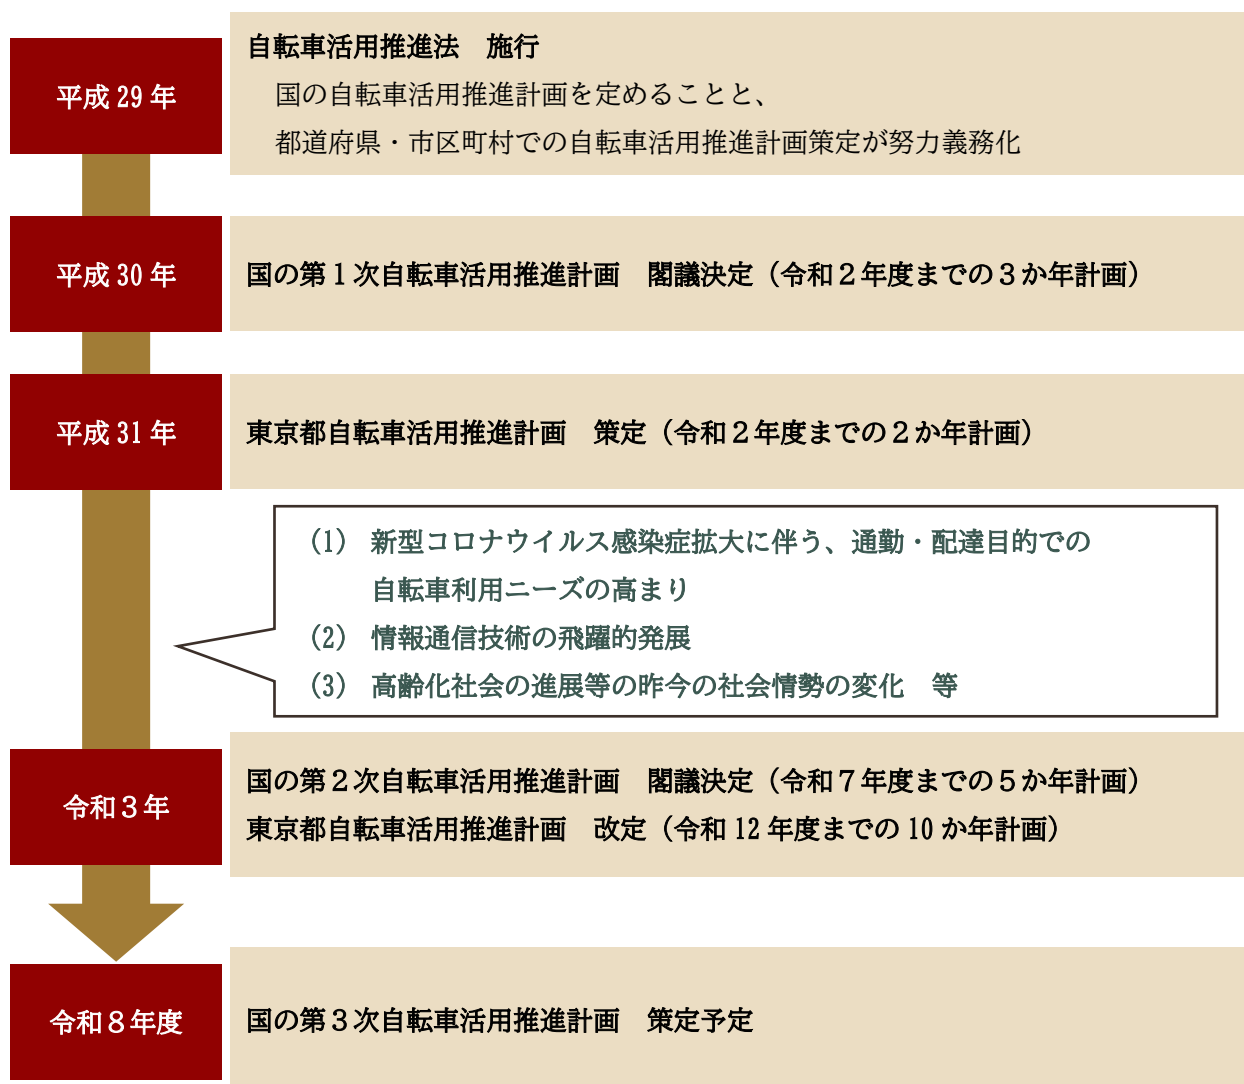 平成 29 年
自転車活用推進法　施行
国の自転車活用推進計画を定めることと、
都道府県・市区町村での自転車活用推進計画策定が努力義務化
平成 30 年
国の第１次自転車活用推進計画　閣議決定（令和２年度までの３か年計画）
平成 31 年
東京都自転車活用推進計画　策定（令和２年度までの２か年計画）
(1) 新型コロナウイルス感染症拡大に伴う、通勤・配達目的での
自転車利用ニーズの高まり
(2) 情報通信技術の飛躍的発展
(3) 高齢化社会の進展等の昨今の社会情勢の変化　等
令和３年
国の第２次自転車活用推進計画　閣議決定（令和７年度までの５か年計画）
東京都自転車活用推進計画　改定（令和 12 年度までの 10 か年計画）
令和８年度
国の第３次自転車活用推進計画　策定予定